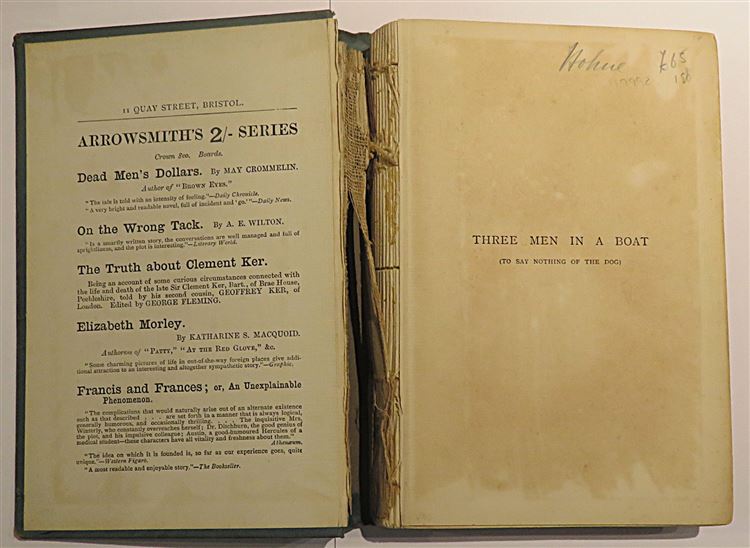 11 QUAY STREET, BRISTOL.
ARROWSMITH'S 2/- SERIES
Crown 8vo. Boards.
Dead Men's Dollars. By MAY CROMMELIN.
Author of "BROWN EYES."
"The tale is told with an intensity of feeling."—Daily Chronicle.
"A very bright and readable novel, full of incident and 'go.'"—Daily News.
On the Wrong Tack. By A. E. WILTON.
"Is a smartly written story, the conversations are well managed and full of
sprightliness, and the plot is interesting."—Literary World.
The Truth about Clement Ker.
Being an account of some curious circumstances connected with
the life and death of the late Sir Clement Ker, Bart., of Brae House,
Peebleshire, told by his second cousin, GEOFFREY KER, of
London. Edited by GEORGE FLEMING.
Elizabeth Morley.
By KATHARINE S. MACQUOID.
Authoress of "PATTY," "AT THE RED GLOVE," &c.
"Some charming pictures of life in out-of-the-way foreign places give addi-
tional attraction to an interesting and altogether sympathetic story."—Graphic.
Francis and Frances; or, An Unexplainable
Phenomenon.
"The complications that would naturally arise out of an alternate existence
such as that described . . . are set forth in a manner that is always logical,
generally humorous, and occasionally thrilling. . . . The inquisitive Mrs.
Winterly, who constantly overreaches herself; Dr. Ditchburn, the good genius of
the plot, and his impulsive colleague; Austin, a good-humoured Hercules of a
medical student—these characters have all vitality and freshness about them."
Athenæum.
"The idea on which it is founded is, so far as our experience goes, quite
unique."—Western Figaro.
"A most readable and enjoyable story."—The Bookseller.
£65
150
THREE MEN IN A BOAT
(TO SAY NOTHING OF THE DOG)